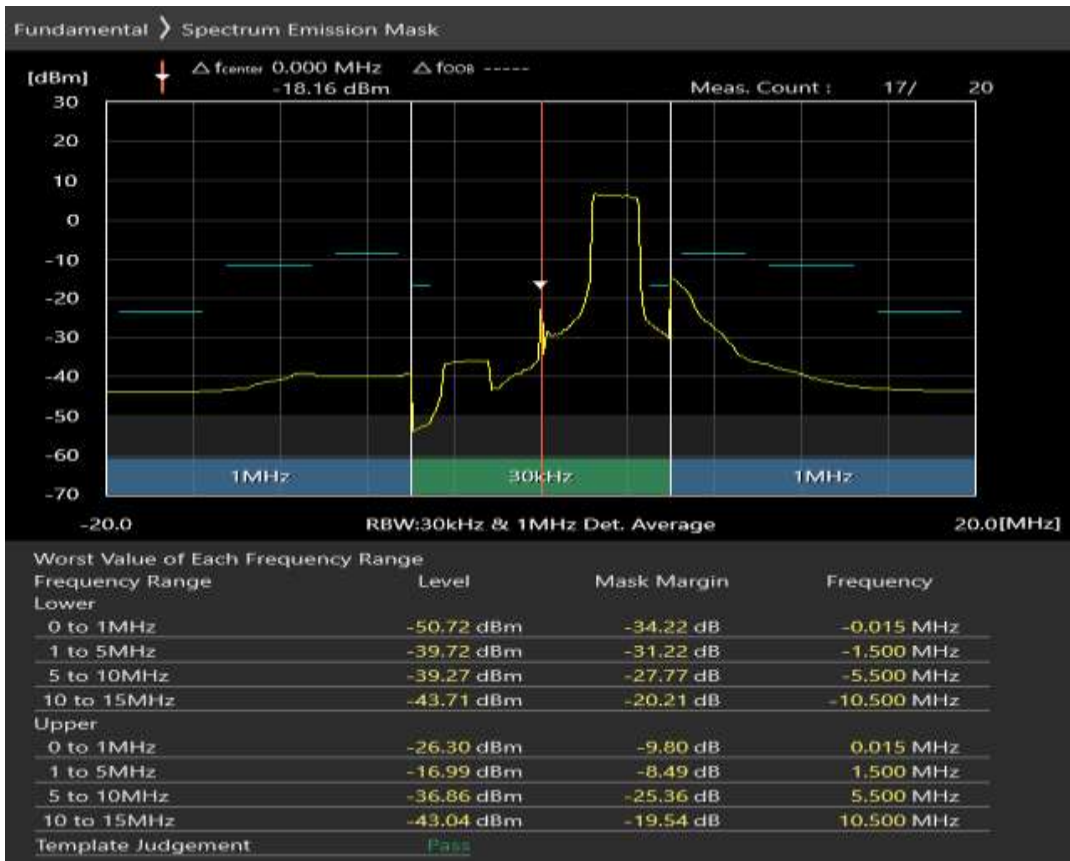 Fundamental 〉 Spectrum Emission Mask
[dBm] △ fcenter 0.000 MHz △ fOOB -----
-18.16 dBm Meas. Count : 17/ 20
30
20
10
0
-10
-20
-30
-40
-50
-60
-70
1MHz 30kHz 1MHz
-20.0 RBW:30kHz & 1MHz Det. Average 20.0[MHz]
Worst Value of Each Frequency Range
Frequency Range Level Mask Margin Frequency
Lower
0 to 1MHz -50.72 dBm -34.22 dB -0.015 MHz
1 to 5MHz -39.72 dBm -31.22 dB -1.500 MHz
5 to 10MHz -39.27 dBm -27.77 dB -5.500 MHz
10 to 15MHz -43.71 dBm -20.21 dB -10.500 MHz
Upper
0 to 1MHz -26.30 dBm -9.80 dB 0.015 MHz
1 to 5MHz -16.99 dBm -8.49 dB 1.500 MHz
5 to 10MHz -36.86 dBm -25.36 dB 5.500 MHz
10 to 15MHz -43.04 dBm -19.54 dB 10.500 MHz
Template Judgement Pass